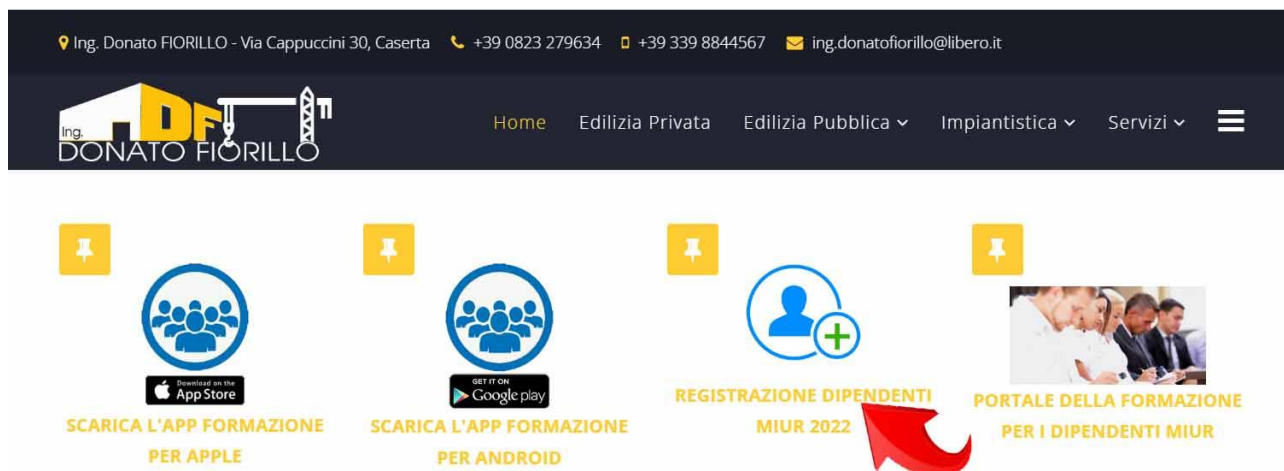 Ing. Donato FIORILLO - Via Cappuccini 30, Caserta +39 0823 279634 +39 339 8844567 ing.donatofiorillo@libero.it
Ing. DF
DONATO FIORILLO
Home Edilizia Privata Edilizia Pubblica Impiantistica Servizi
Download on the
App Store
SCARICA L'APP FORMAZIONE
PER APPLE
GET IT ON
Google play
SCARICA L'APP FORMAZIONE
PER ANDROID
REGISTRAZIONE DIPENDENTI
MIUR 2022
PORTALE DELLA FORMAZIONE
PER I DIPENDENTI MIUR